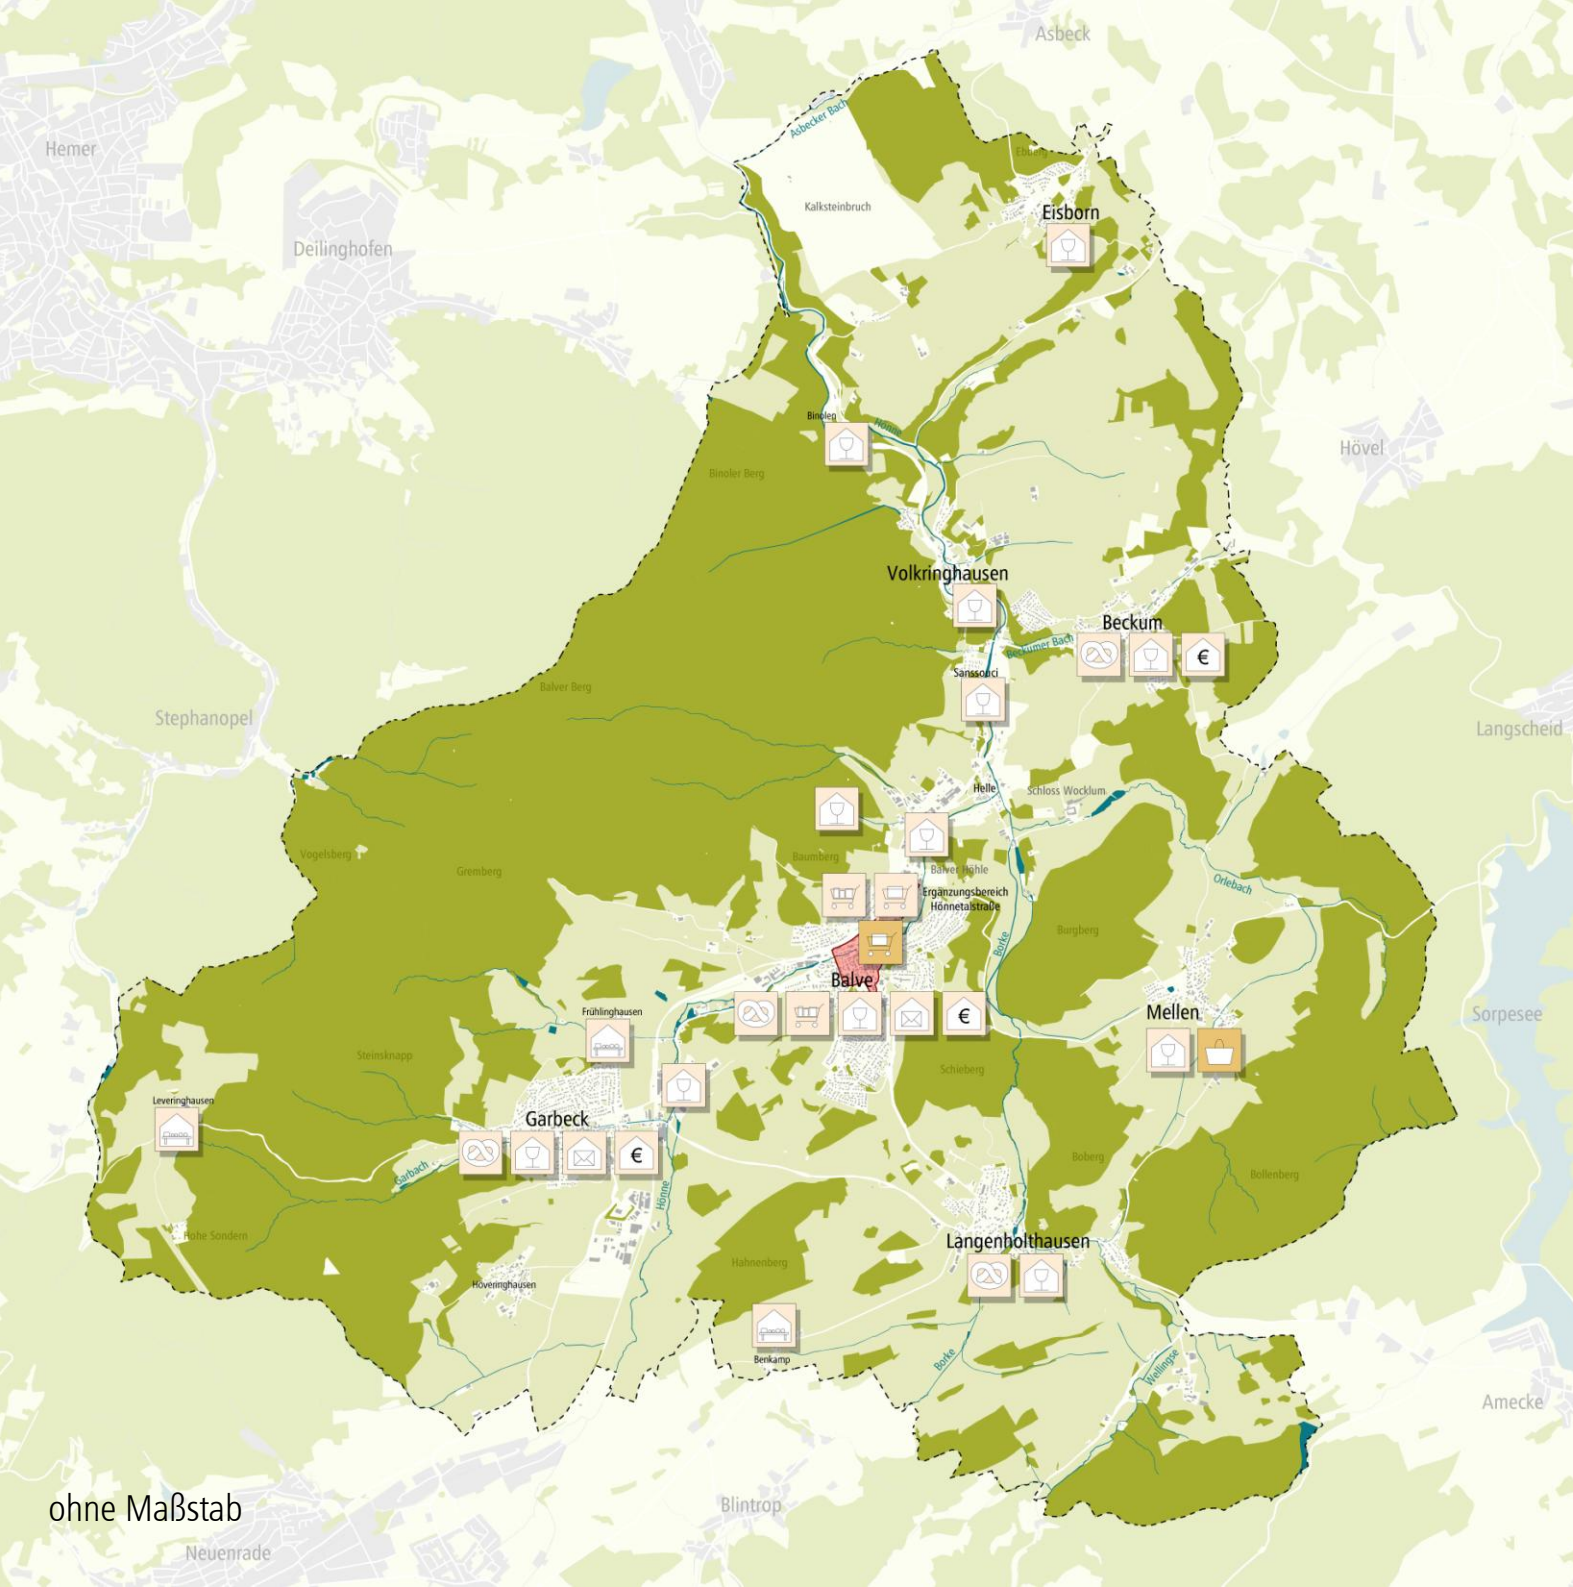 Asbeck
Asbecker Bach
Hemer
Ebberg
Kalksteinbruch
Eisborn
Deilinghofen
Binolen
Hönne
Hövel
Binoler Berg
Volkringhausen
Beckum
Beckumer Bach
€
Sanssouci
Balver Berg
Stephanopel
Langscheid
Helle
Schloss Wocklum
Vogelsberg
Baumberg
Gremberg
Balver Höhle
Orlebach
Ergänzungsbereich
Hönnetalstraße
Burgberg
Borke
Balve
Frühlinghausen
Mellen
Sorpesee
€
Steinsknapp
Schieberg
Leveringhausen
Garbeck
€
Garbach
Boberg
Bollenberg
Hönne
Hohe Sondern
Langenholthausen
Hahnenberg
Höveringhausen
Benkamp
Borke
Wellingse
Amecke
ohne Maßstab
Blintrop
Neuenrade